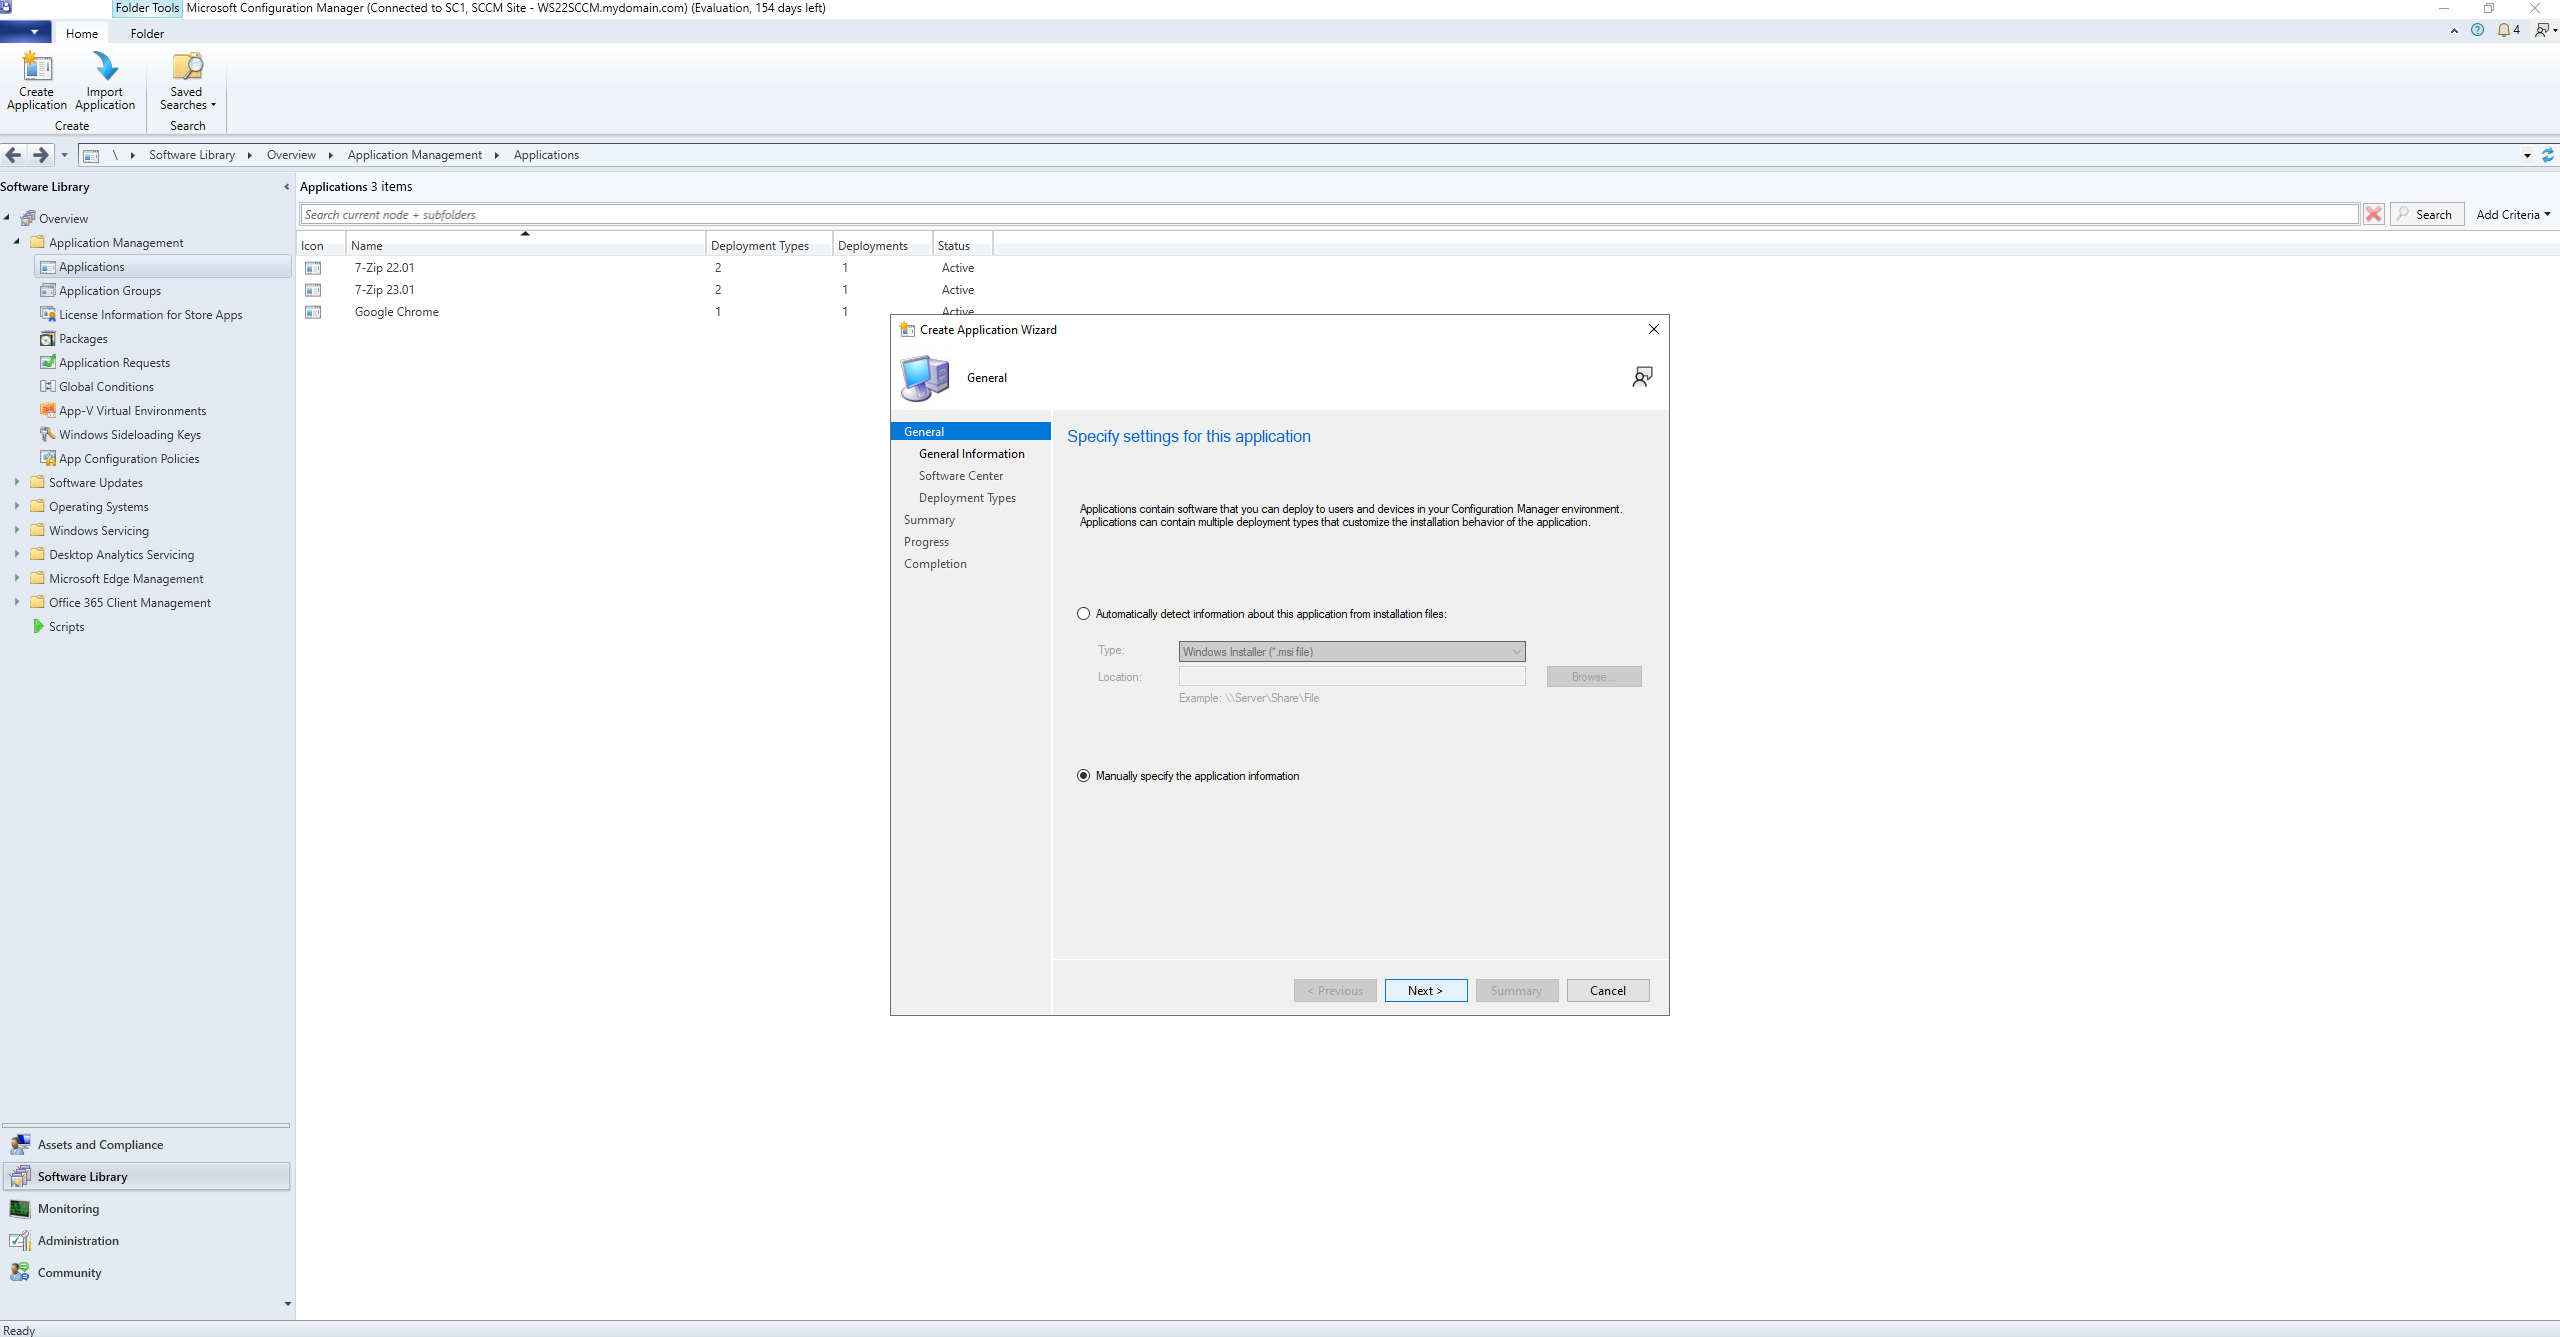 Folder Tools Microsoft Configuration Manager (Connected to SC1, SCCM Site - WS22SCCM.mydomain.com) (Evaluation, 154 days left)
Home Folder
4
Create Application
Import Application
Saved Searches
Create
Search
\ Software Library Overview Application Management Applications
Software Library
Overview
Application Management
Applications
Application Groups
License Information for Store Apps
Packages
Application Requests
Global Conditions
App-V Virtual Environments
Windows Sideloading Keys
App Configuration Policies
Software Updates
Operating Systems
Windows Servicing
Desktop Analytics Servicing
Microsoft Edge Management
Office 365 Client Management
Scripts
Assets and Compliance
Software Library
Monitoring
Administration
Community
Applications 3 items
Search current node + subfolders
Search
Add Criteria
Icon Name Deployment Types Deployments Status
7-Zip 22.01 2 1 Active
7-Zip 23.01 2 1 Active
Google Chrome 1 1 Active
Create Application Wizard
General
General
General Information
Software Center
Deployment Types
Summary
Progress
Completion
Specify settings for this application
Applications contain software that you can deploy to users and devices in your Configuration Manager environment.
Applications can contain multiple deployment types that customize the installation behavior of the application.
Automatically detect information about this application from installation files:
Type: Windows Installer (*.msi file)
Location: Browse...
Example: \\Server\Share\File
Manually specify the application information
< Previous Next > Summary Cancel
Ready